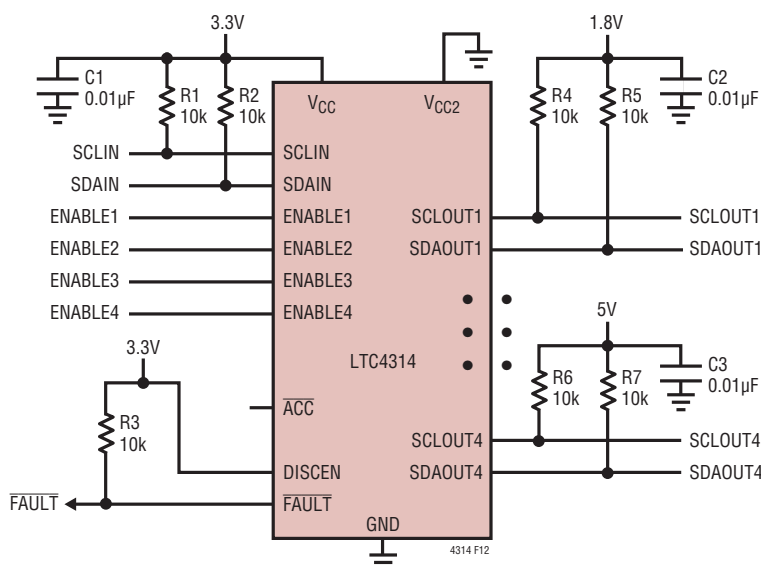 3.3V
1.8V
C1
0.01µF
R1
10k
R2
10k
VCC
VCC2
R4
10k
R5
10k
C2
0.01µF
SCLIN
SCLIN
SDAIN
SDAIN
ENABLE1
ENABLE1
SCLOUT1
SCLOUT1
ENABLE2
ENABLE2
SDAOUT1
SDAOUT1
ENABLE3
ENABLE3
ENABLE4
ENABLE4
5V
3.3V
LTC4314
R6
10k
R7
10k
C3
0.01µF
ACC
R3
10k
SCLOUT4
SCLOUT4
DISCEN
SDAOUT4
SDAOUT4
FAULT
FAULT
GND
4314 F12